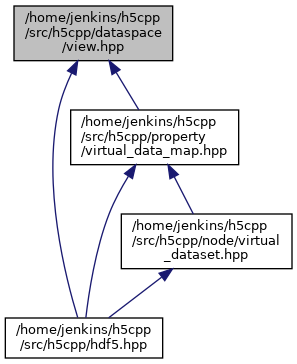 /home/jenkins/h5cpp
/src/h5cpp/dataspace
/view.hpp
/home/jenkins/h5cpp
/src/h5cpp/property
/virtual_data_map.hpp
/home/jenkins/h5cpp
/src/h5cpp/node/virtual
_dataset.hpp
/home/jenkins/h5cpp
/src/h5cpp/hdf5.hpp